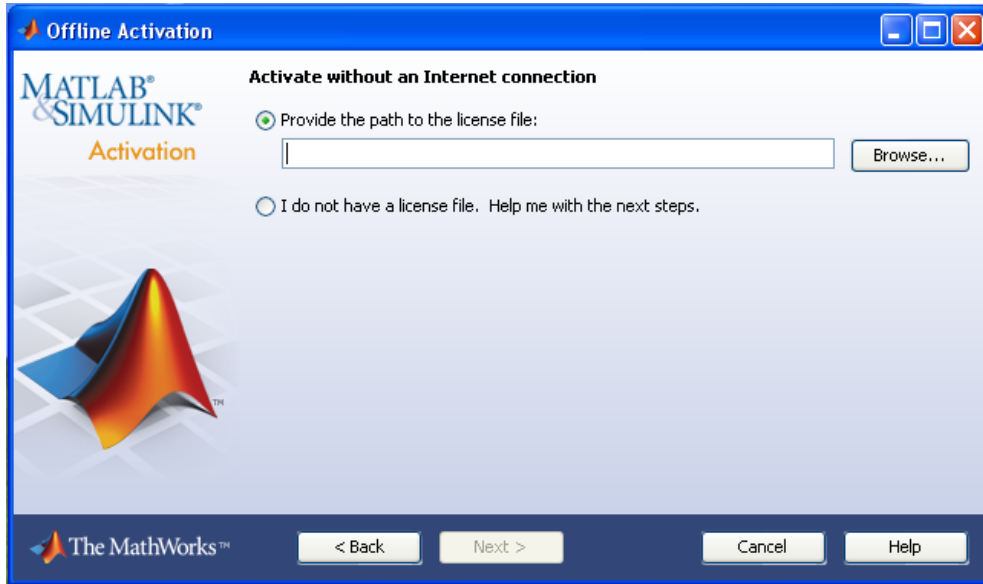 Offline Activation
MATLAB®
&SIMULINK®
Activation
Activate without an Internet connection
Provide the path to the license file:
Browse...
I do not have a license file. Help me with the next steps.
TM
The MathWorks™
< Back
Next >
Cancel
Help